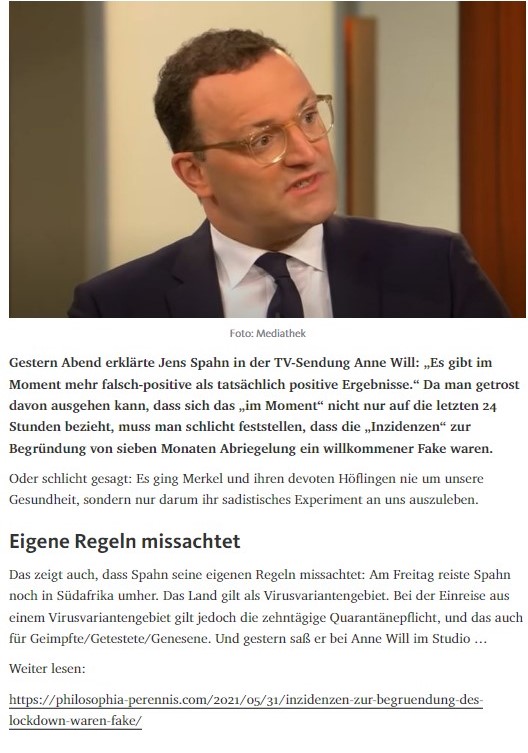 Foto: Mediathek
Gestern Abend erklärte Jens Spahn in der TV-Sendung Anne Will: „Es gibt im
Moment mehr falsch-positive als tatsächlich positive Ergebnisse.“ Da man getrost
davon ausgehen kann, dass sich das „im Moment“ nicht nur auf die letzten 24
Stunden bezieht, muss man schlicht feststellen, dass die „Inzidenzen“ zur
Begründung von sieben Monaten Abriegelung ein willkommener Fake waren.
Oder schlicht gesagt: Es ging Merkel und ihren devoten Höflingen nie um unsere
Gesundheit, sondern nur darum ihr sadistisches Experiment an uns auszuleben.
Eigene Regeln missachtet
Das zeigt auch, dass Spahn seine eigenen Regeln missachtet: Am Freitag reiste Spahn
noch in Südafrika umher. Das Land gilt als Virusvariantengebiet. Bei der Einreise aus
einem Virusvariantengebiet gilt jedoch die zehntägige Quarantänepflicht, und das auch
für Geimpfte/Getestete/Genesene. Und gestern saß er bei Anne Will im Studio …
Weiter lesen:
https://philosophia-perennis.com/2021/05/31/inzidenzen-zur-begruendung-des-
lockdown-waren-fake/